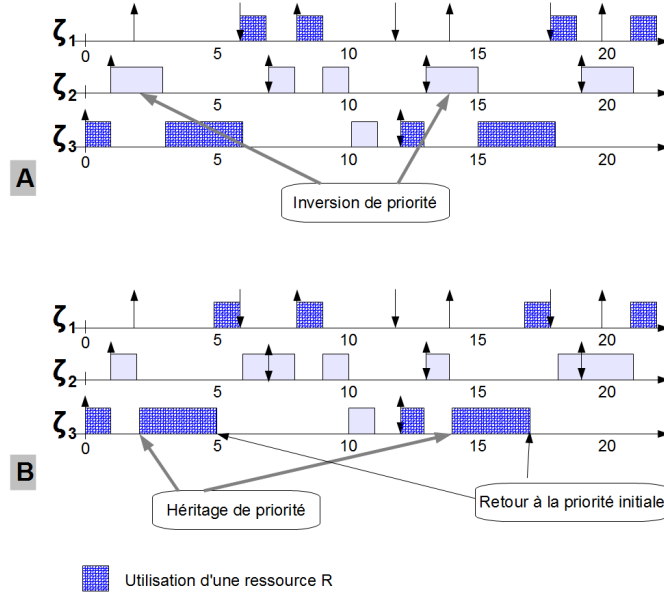 ζ1
0 5 10 15 20
ζ2
0 5 10 15 20
ζ3
0 5 10 15 20
A
Inversion de priorité
ζ1
0 5 10 15 20
ζ2
0 5 10 15 20
ζ3
0 5 10 15 20
B
Héritage de priorité
Retour à la priorité initiale
Utilisation d'une ressource R